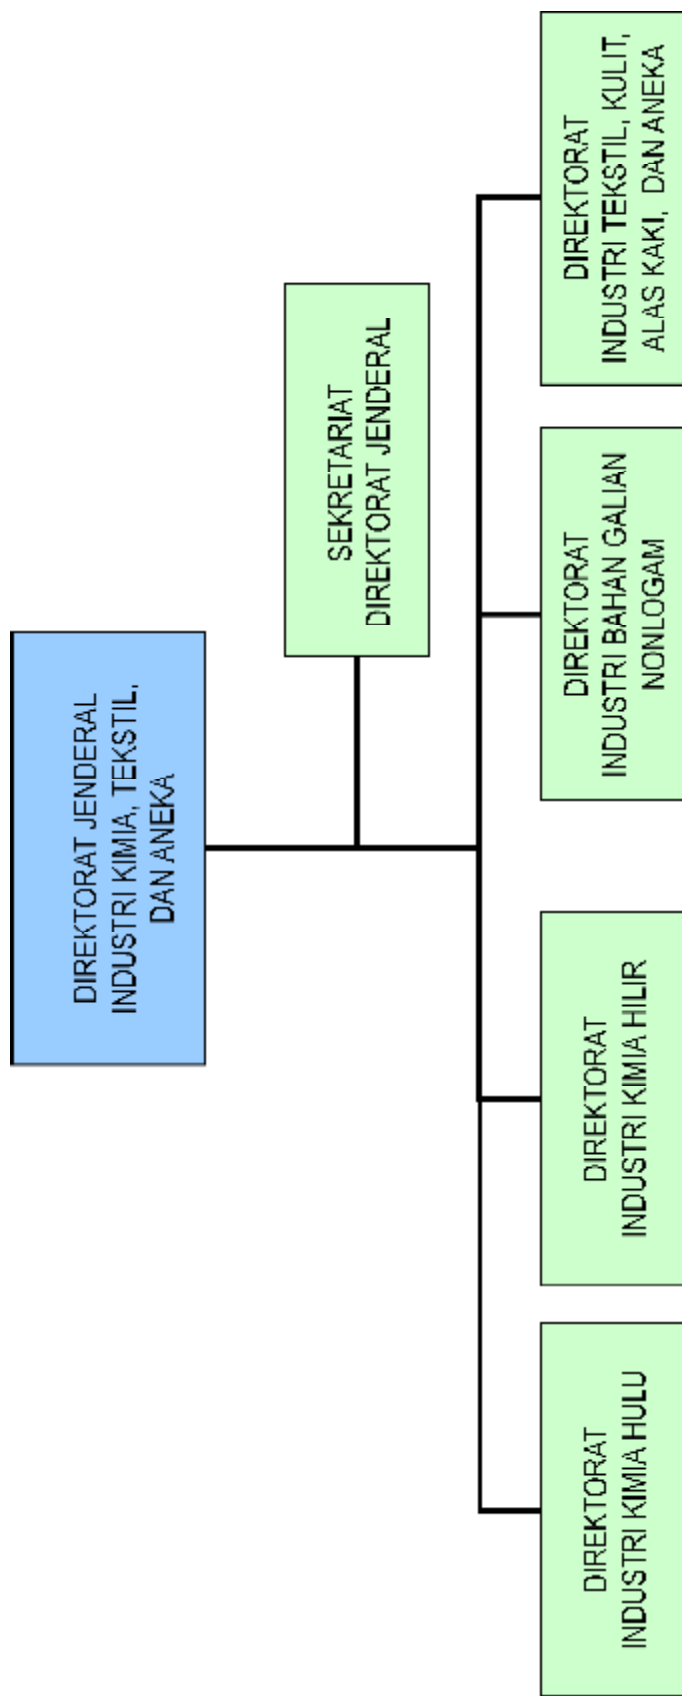 DIREKTORAT JENDERAL
INDUSTRI KIMIA, TEKSTIL,
DAN ANEKA
SEKRETARIAT
DIREKTORAT JENDERAL
DIREKTORAT
INDUSTRI KIMIA HULU
DIREKTORAT
INDUSTRI KIMIA HILIR
DIREKTORAT
INDUSTRI BAHAN GALIAN
NONLOGAM
DIREKTORAT
INDUSTRI TEKSTIL, KULIT,
ALAS KAKI, DAN ANEKA